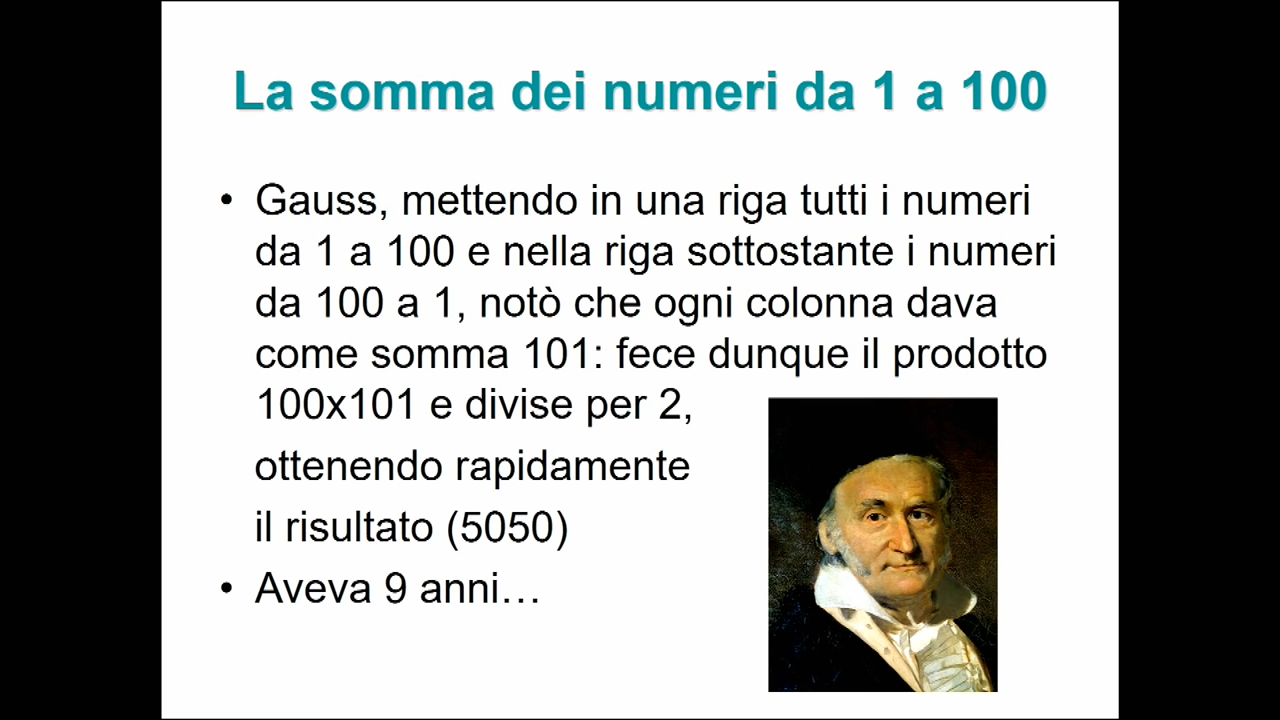 La somma dei numeri da 1 a 100
• Gauss, mettendo in una riga tutti i numeri
da 1 a 100 e nella riga sottostante i numeri
da 100 a 1, notò che ogni colonna dava
come somma 101: fece dunque il prodotto
100x101 e divise per 2,
ottenendo rapidamente
il risultato (5050)
• Aveva 9 anni…